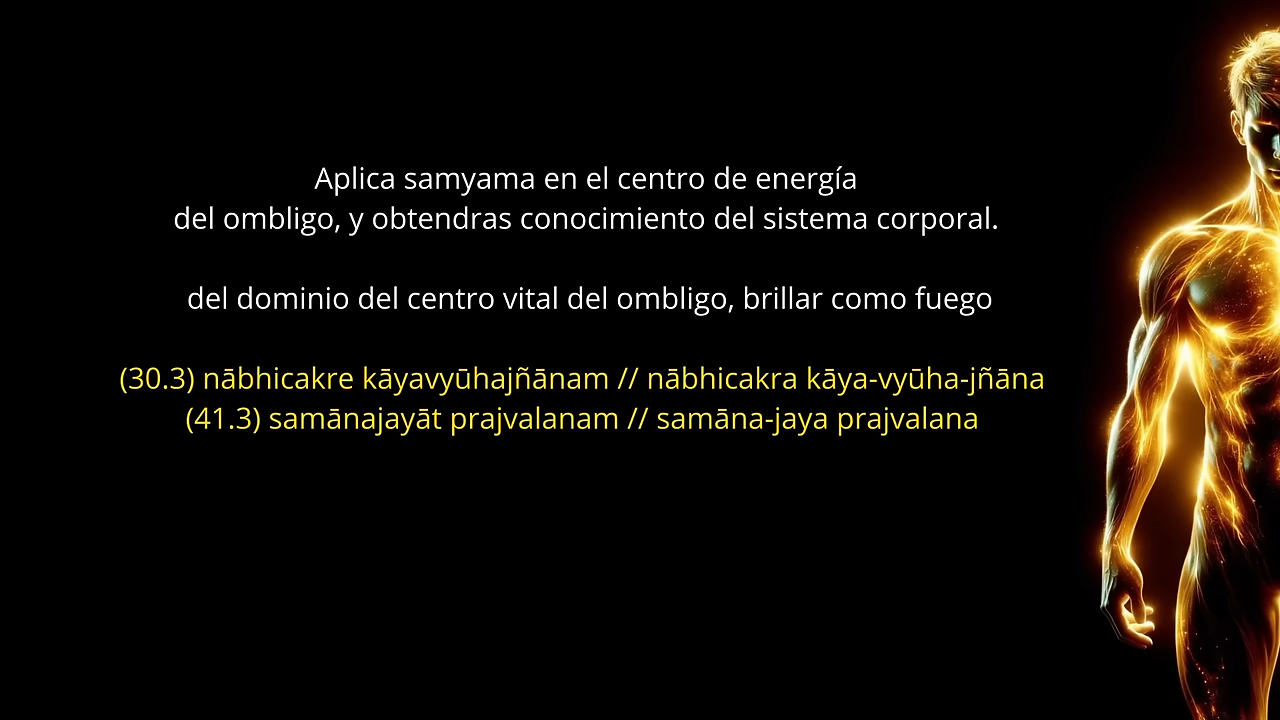 Aplica samyama en el centro de energía
del ombligo, y obtendras conocimiento del sistema corporal.
del dominio del centro vital del ombligo, brillar como fuego
(30.3) nābhicakre kāyavyūhajñānam // nābhicakra kāya-vyūha-jñāna
(41.3) samānajayāt prajvalanam // samāna-jaya prajvalana